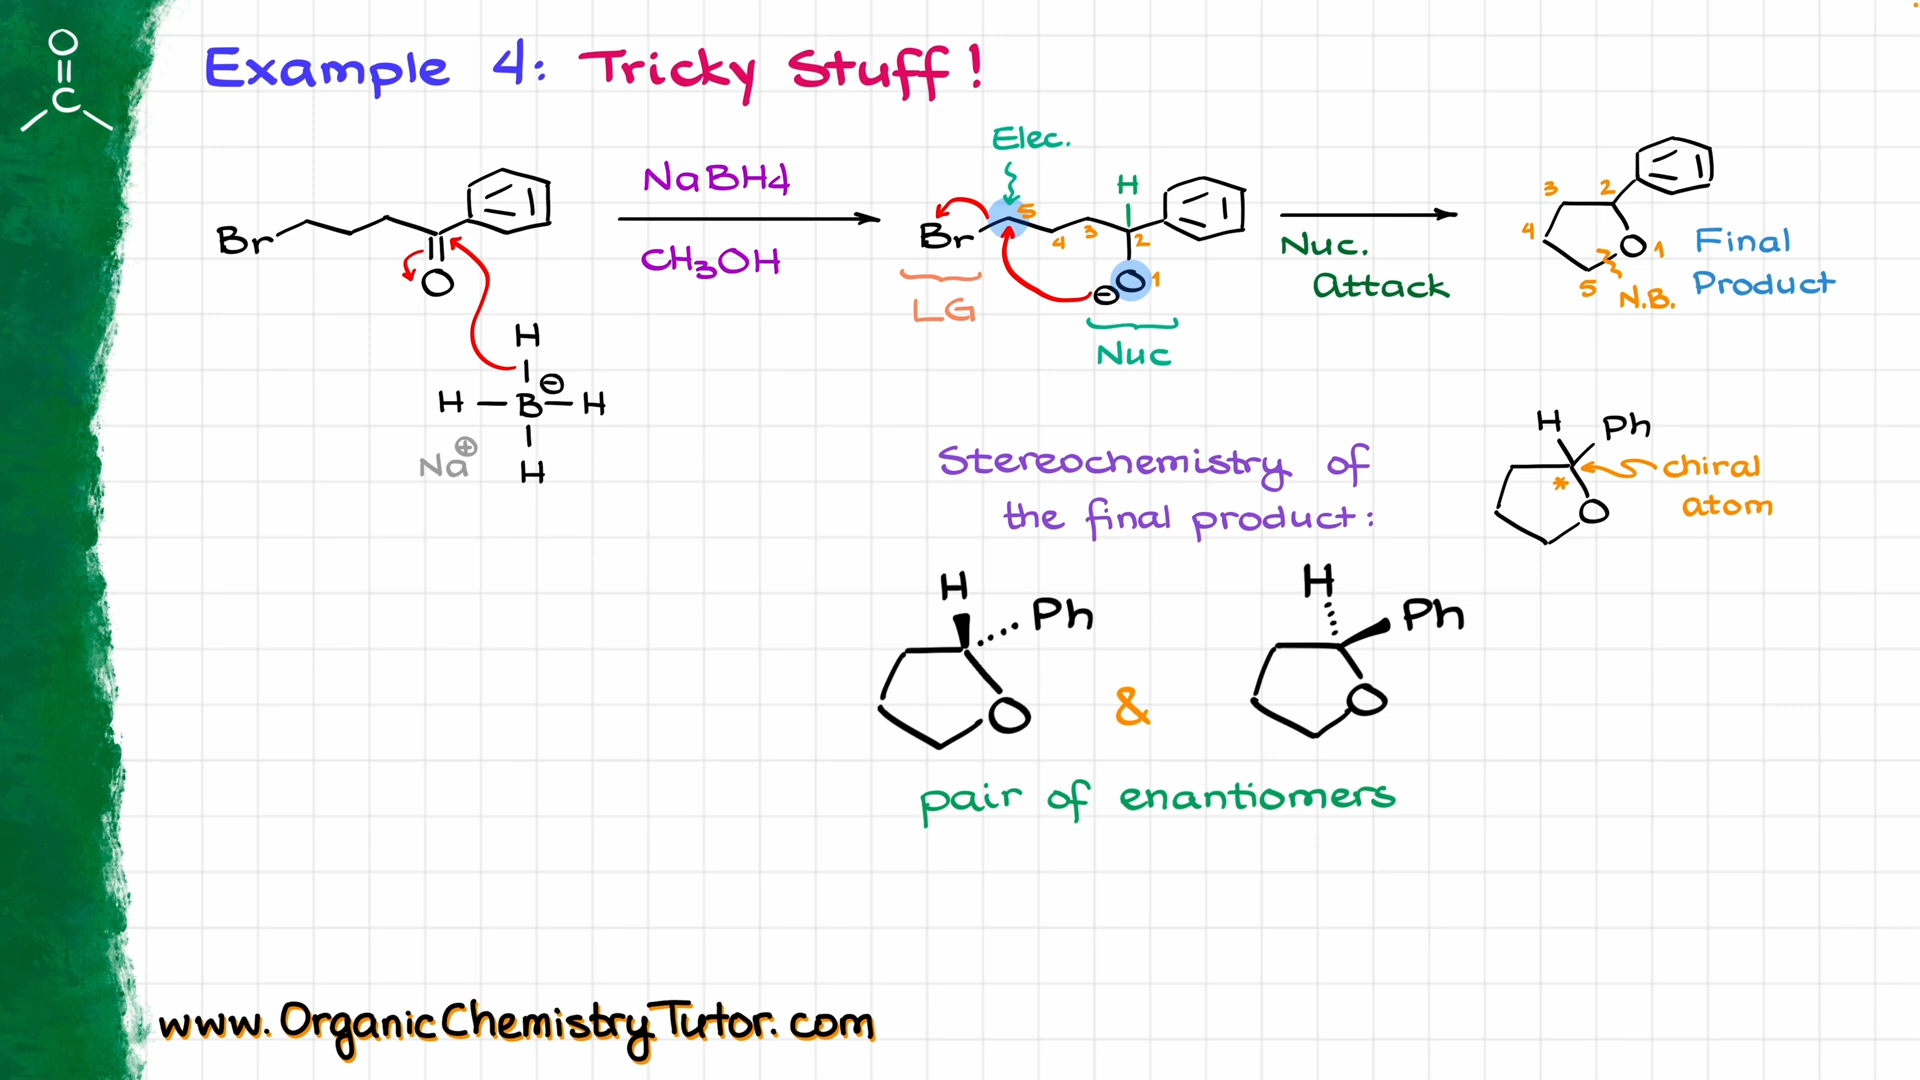 O
C
Example 4: Tricky Stuff!
Br
O
NaBH4
CH3OH
H
H B ⊖ H
Na ⊕
H
Elec.
H
Br 5 4 3 2
⊖ O 1
LG
Nuc
Nuc.
Attack
3 2
4 O 1
5 N.B.
Final
Product
Stereochemistry of
the final product:
H Ph
* O
chiral
atom
H
Ph
O
&
H
Ph
O
pair of enantiomers
www.OrganicChemistryTutor.com